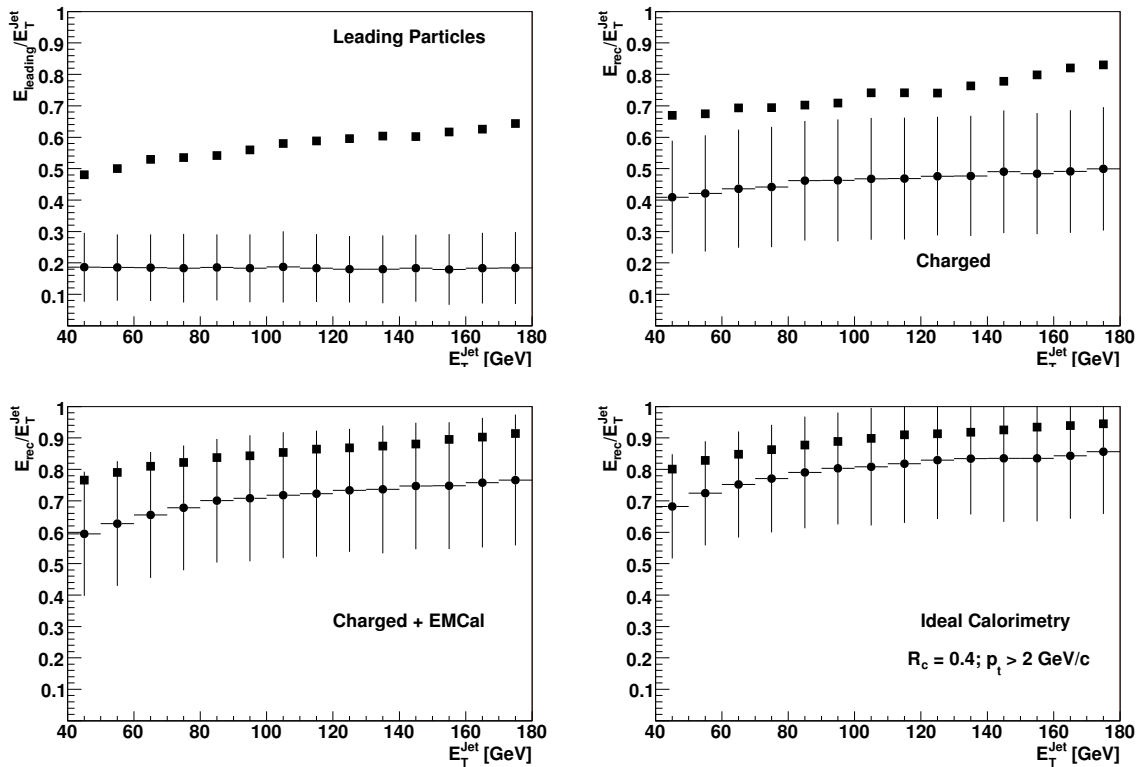 E_leading/E_T^Jet
1
0.9
0.8
0.7
0.6
0.5
0.4
0.3
0.2
0.1
Leading Particles
40 60 80 100 120 140 160 180
E_T^Jet [GeV]
E_rec/E_T^Jet
1
0.9
0.8
0.7
0.6
0.5
0.4
0.3
0.2
0.1
Charged
40 60 80 100 120 140 160 180
E_T^Jet [GeV]
E_rec/E_T^Jet
1
0.9
0.8
0.7
0.6
0.5
0.4
0.3
0.2
0.1
Charged + EMCal
40 60 80 100 120 140 160 180
E_T^Jet [GeV]
E_rec/E_T^Jet
1
0.9
0.8
0.7
0.6
0.5
0.4
0.3
0.2
0.1
Ideal Calorimetry
R_c = 0.4; p_t > 2 GeV/c
40 60 80 100 120 140 160 180
E_T^Jet [GeV]